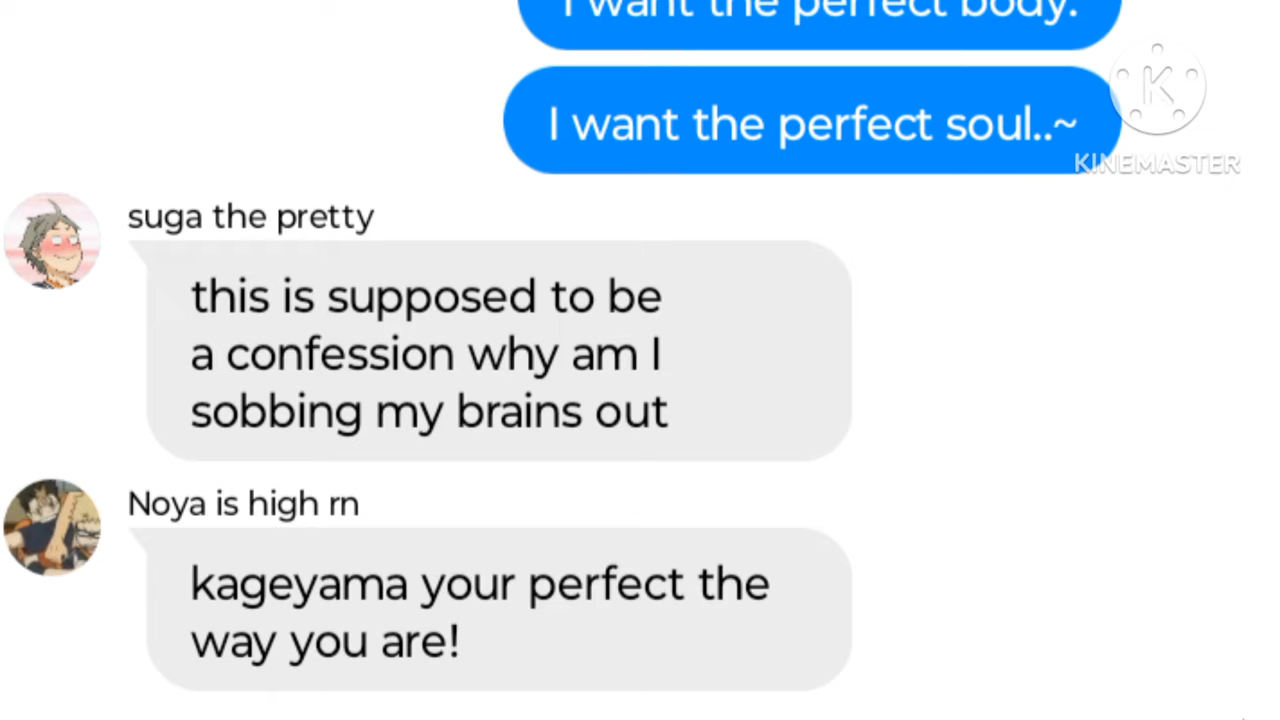 I want the perfect body.
I want the perfect soul..~
KINEMASTER
suga the pretty
this is supposed to be
a confession why am I
sobbing my brains out
Noya is high rn
kageyama your perfect the
way you are!